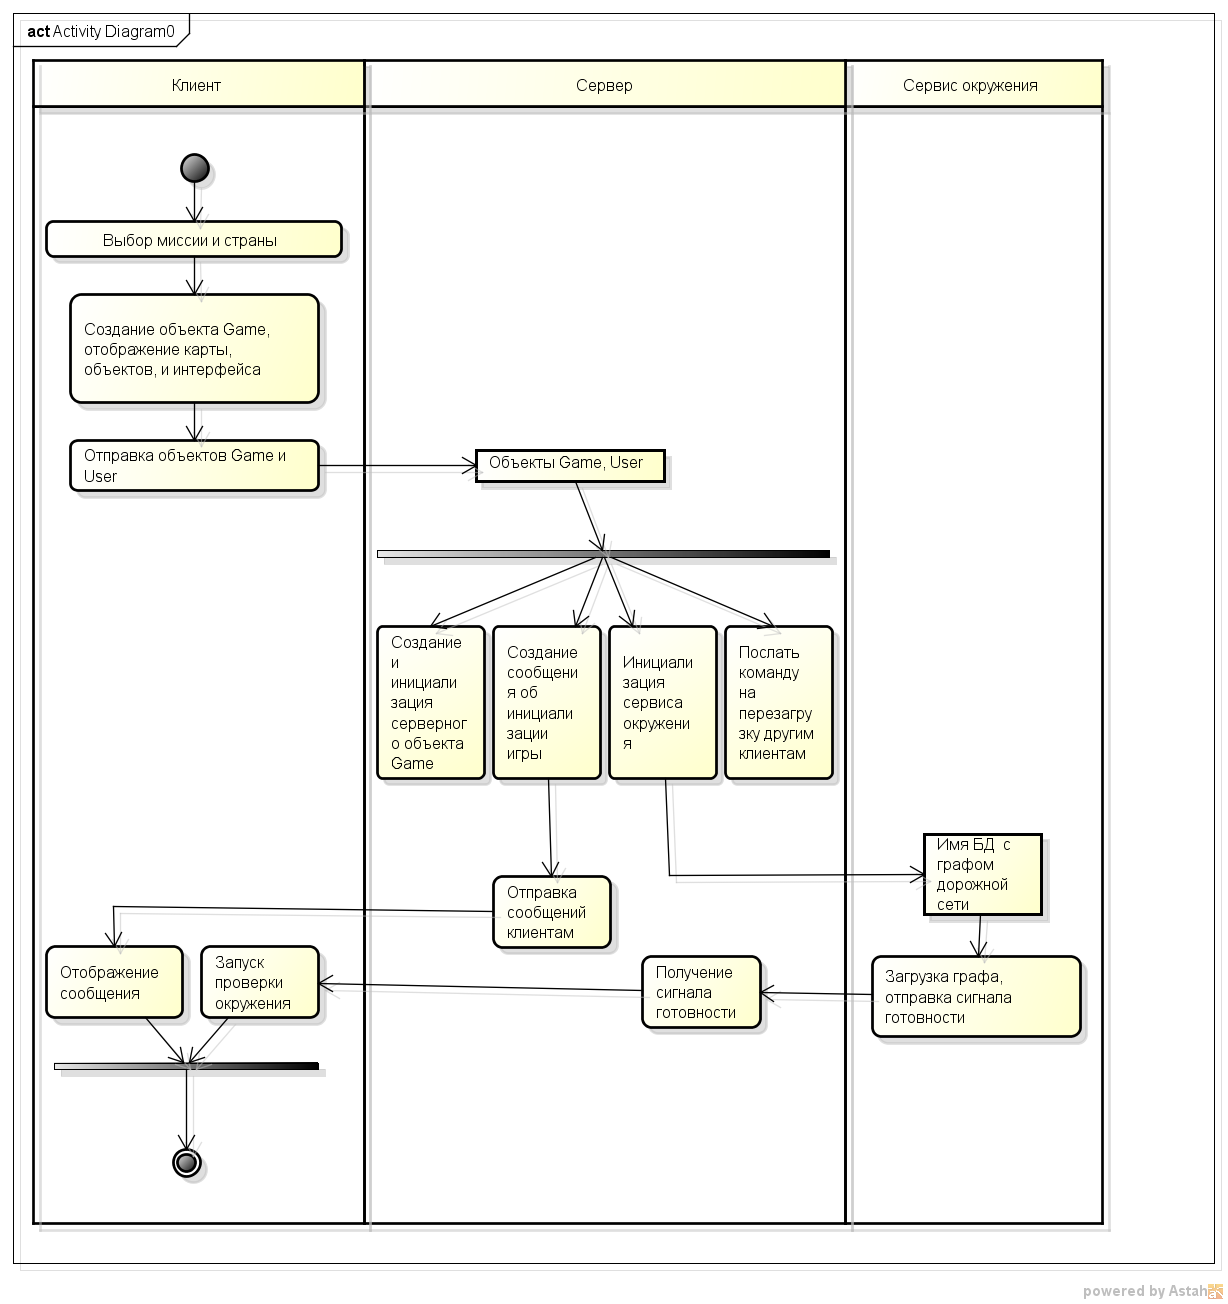 act Activity Diagram0
Клиент
Сервер
Сервис окружения
Выбор миссии и страны
Создание объекта Game,
отображение карты,
объектов, и интерфейса
Отправка объектов Game и
User
Объекты Game, User
Создание
и
инициали
зация
серверног
о объекта
Game
Создание
сообщени
я об
инициали
зации
игры
Инициали
зация
сервиса
окружени
я
Послать
команду
на
перезагру
зку другим
клиентам
Имя БД с
графом
дорожной
сети
Отправка
сообщений
клиентам
Отображение
сообщения
Запуск
проверки
окружения
Получение
сигнала
готовности
Загрузка графа,
отправка сигнала
готовности
powered by Astah